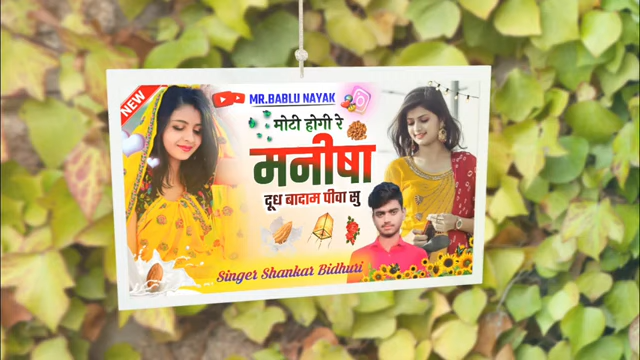 NEW
MR.BABLU NAYAK
मोटी होगी रे
मनीषा
दूध बादाम पीवा सु
Singer Shankar Bidhuri